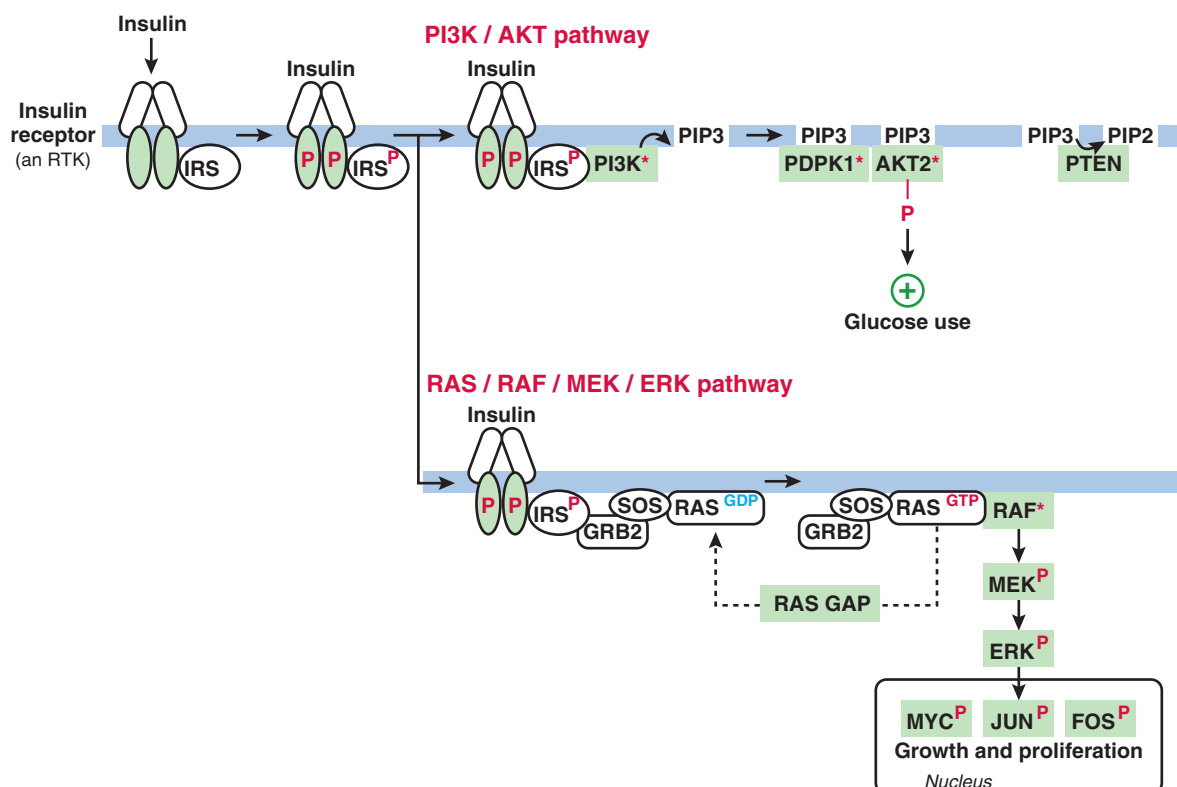 Insulin
PI3K / AKT pathway
Insulin
Insulin
Insulin
receptor
(an RTK)
IRS
P P
IRS P
P P
IRS P
PI3K*
PIP3
PIP3
PDPK1*
PIP3
AKT2*
P
+
Glucose use
PIP3
PIP2
PTEN
RAS / RAF / MEK / ERK pathway
Insulin
P P
IRS P
GRB2
SOS
RAS GDP
SOS
GRB2
RAS GTP
RAF*
RAS GAP
MEK P
ERK P
MYC P JUN P FOS P
Growth and proliferation
Nucleus